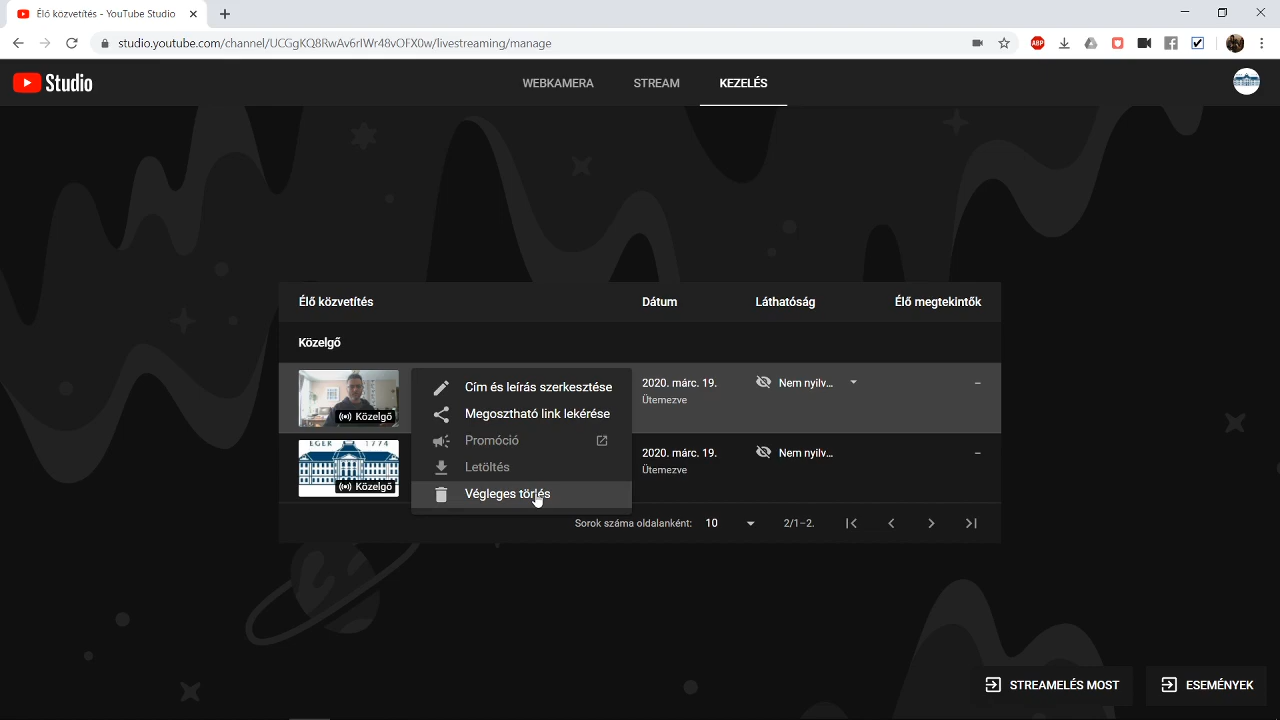 Élő közvetítés - YouTube Studio
studio.youtube.com/channel/UCGgKQ8RwAv6rIWr48vOFX0w/livestreaming/manage
ABP
Studio
WEBKAMERA
STREAM
KEZELÉS
Élő közvetítés
Dátum
Láthatóság
Élő megtekintők
Közelgő
Közelgő
Cím és leírás szerkesztése
Megosztható link lekérése
Promóció
Letöltés
Végleges törlés
2020. márc. 19.
Ütemezve
Nem nyilv...
–
EGER 1774
Közelgő
2020. márc. 19.
Ütemezve
Nem nyilv...
–
Sorok száma oldalanként: 10
2/1–2.
STREAMELÉS MOST
ESEMÉNYEK